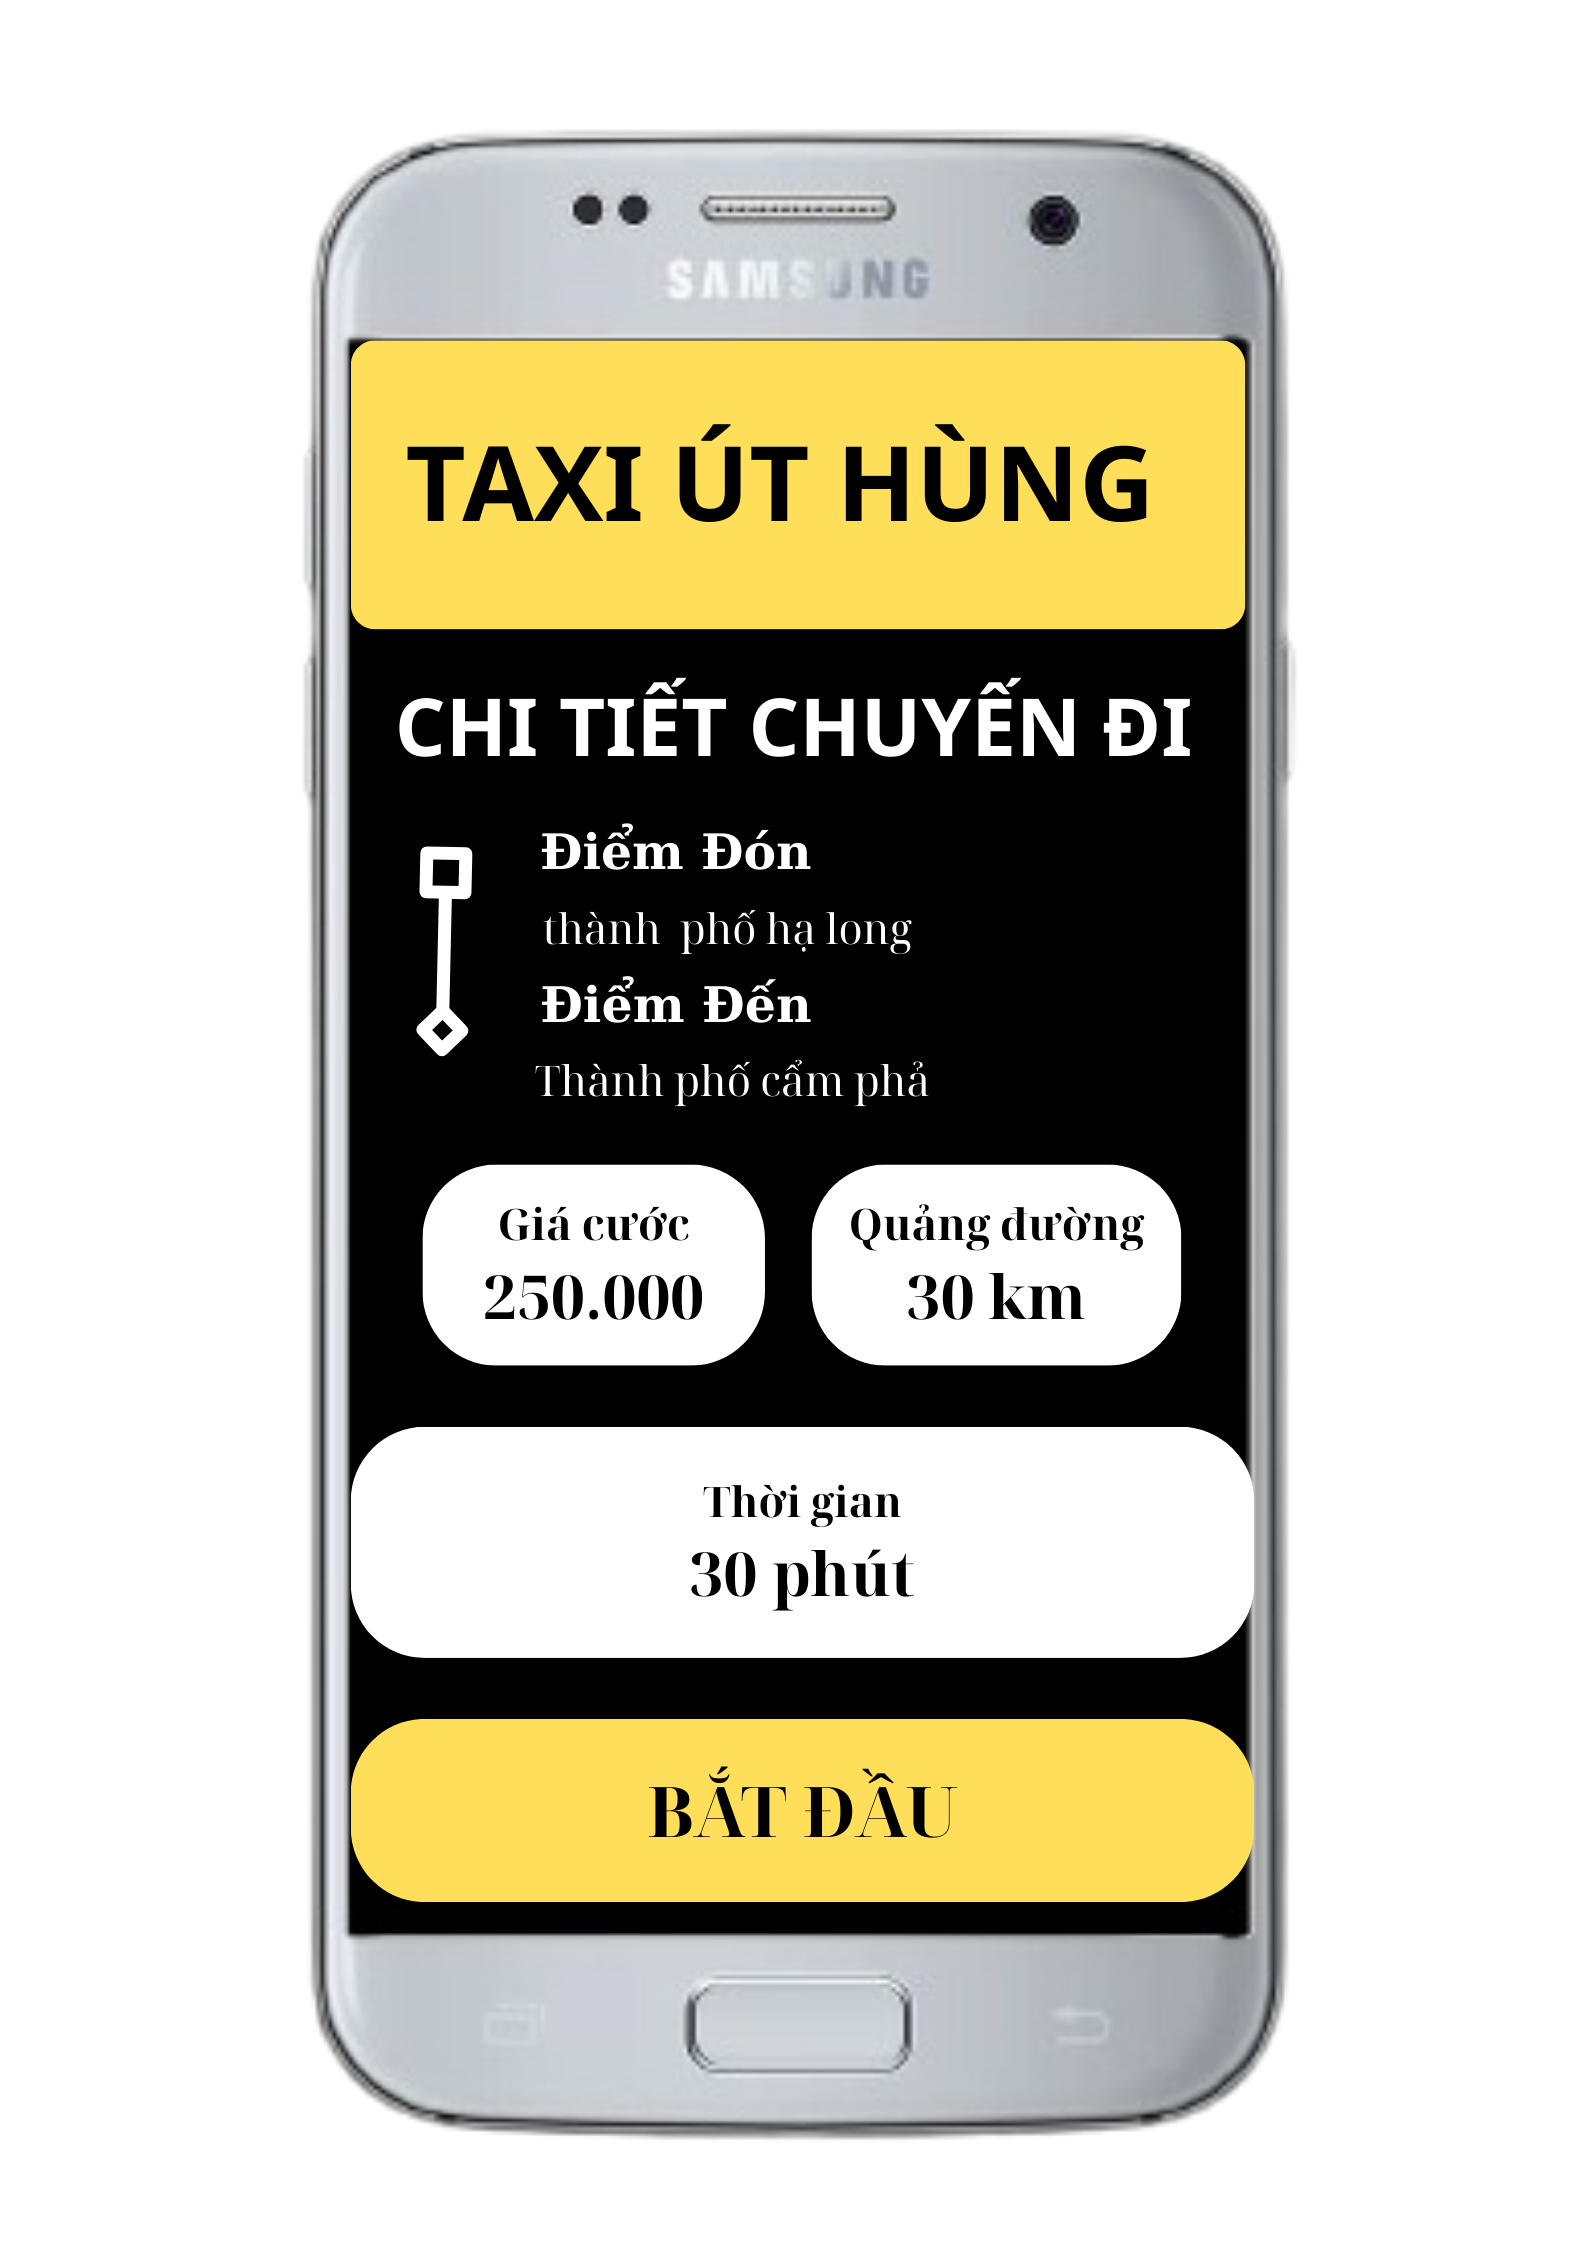 SAMSUNG
TAXI ÚT HÙNG
CHI TIẾT CHUYẾN ĐI
Điểm Đón
thành phố hạ long
Điểm Đến
Thành phố cẩm phả
Giá cước
250.000
Quảng đường
30 km
Thời gian
30 phút
BẮT ĐẦU